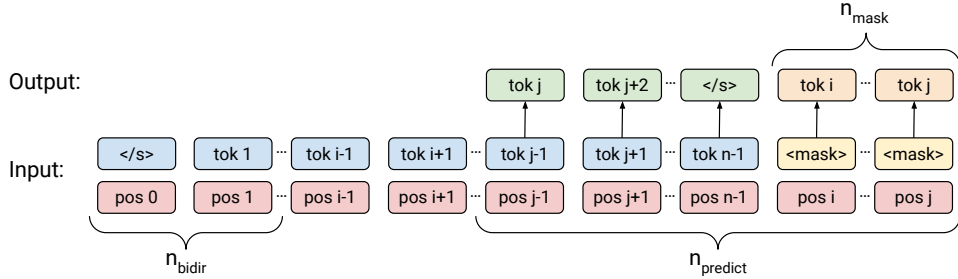 n_mask
Output: tok j tok j+2 ... </s> tok i ... tok j
Input: </s> tok 1 ... tok i-1 tok i+1 ... tok j-1 tok j+1 ... tok n-1 <mask> ... <mask>
pos 0 pos 1 ... pos i-1 pos i+1 ... pos j-1 pos j+1 ... pos n-1 pos i ... pos j
n_bidir n_predict